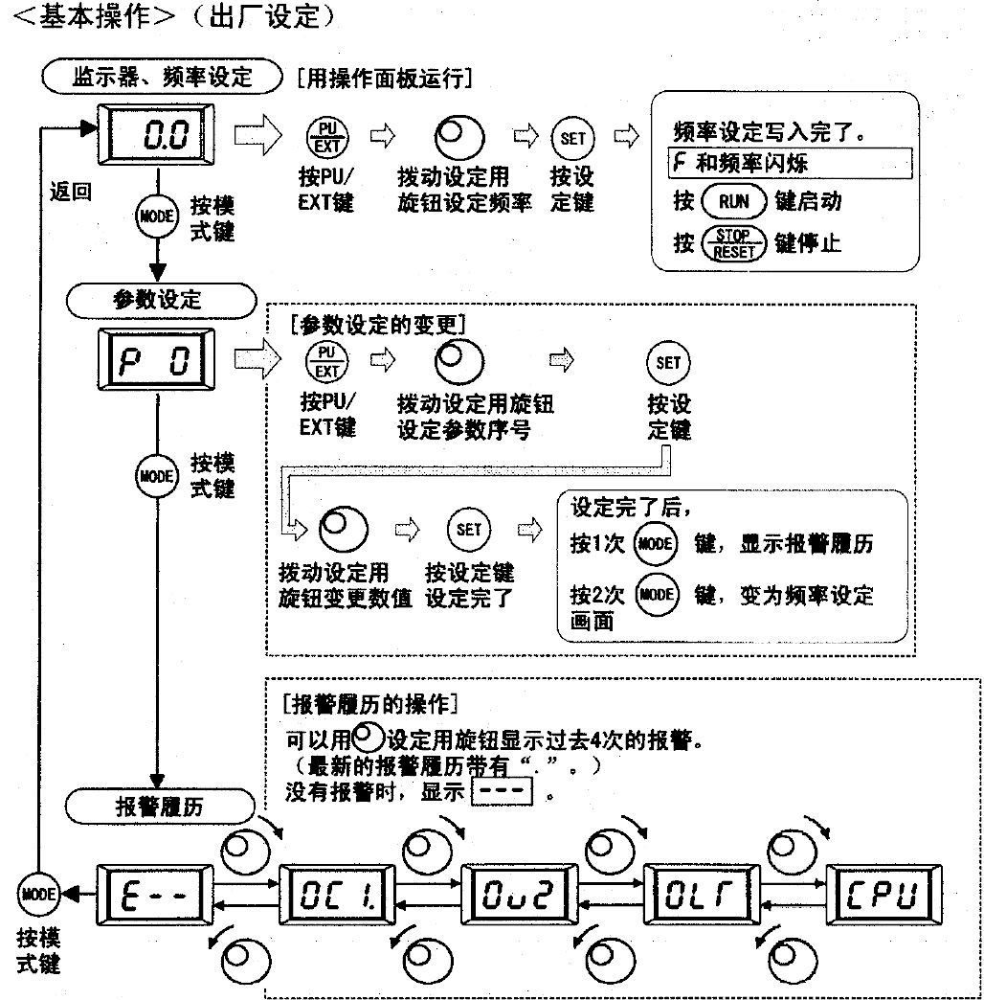 ＜基本操作＞（出厂设定）
监示器、频率设定
[用操作面板运行]
0.0
PU
EXT
SET
按PU/
EXT键
拨动设定用
旋钮设定频率
按设
定键
频率设定写入完了。
F 和频率闪烁
按 RUN 键启动
按 STOP
RESET 键停止
返回
MODE
按模
式键
参数设定
P 0
[参数设定的变更]
PU
EXT
SET
按PU/
EXT键
拨动设定用旋钮
设定参数序号
按设
定键
MODE
按模
式键
SET
拨动设定用
旋钮变更数值
按设定键
设定完了
设定完了后，
按1次 MODE 键，显示报警履历
按2次 MODE 键，变为频率设定
画面
[报警履历的操作]
可以用 设定用旋钮显示过去4次的报警。
（最新的报警履历带有“.”。）
没有报警时，显示 --- 。
报警履历
MODE
按模
式键
E--
OC1.
Ou2
OLT
CPU